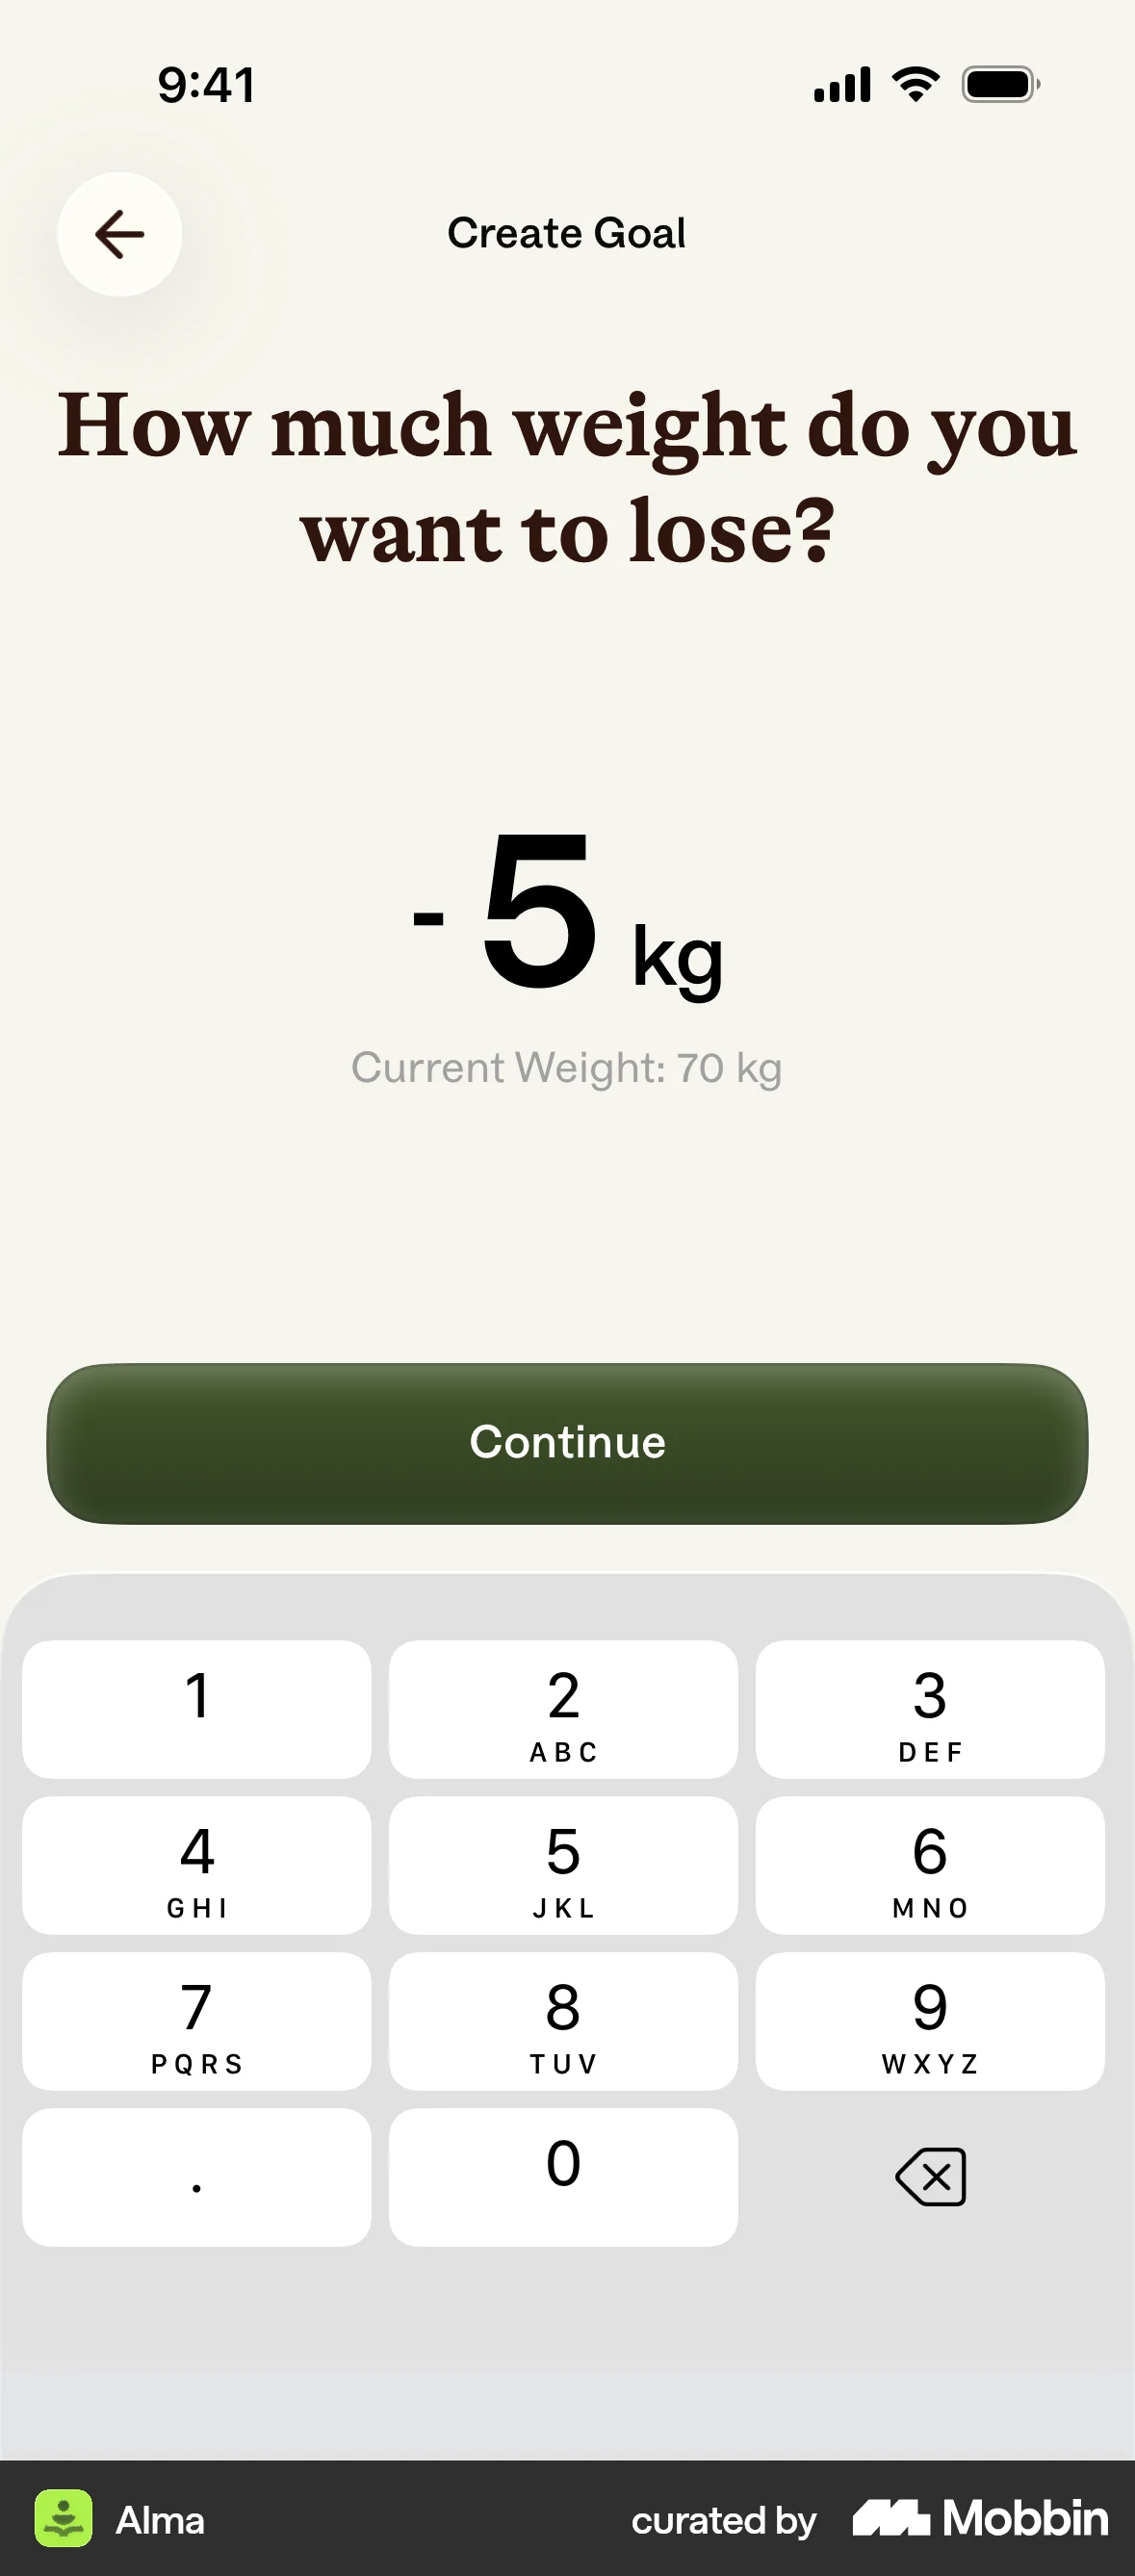 9:41
Create Goal
How much weight do you
want to lose?
- 5 kg
Current Weight: 70 kg
Continue
1
2
ABC
3
DEF
4
GHI
5
JKL
6
MNO
7
PQRS
8
TUV
9
WXYZ
.
0
Alma
curated by Mobbin